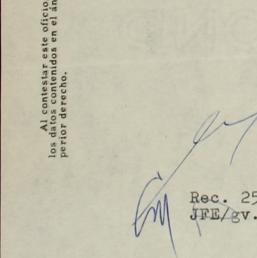 Al contestar este oficio,
los datos contenidos en el án
perior derecho.
Rec. 25
JFE/gv.